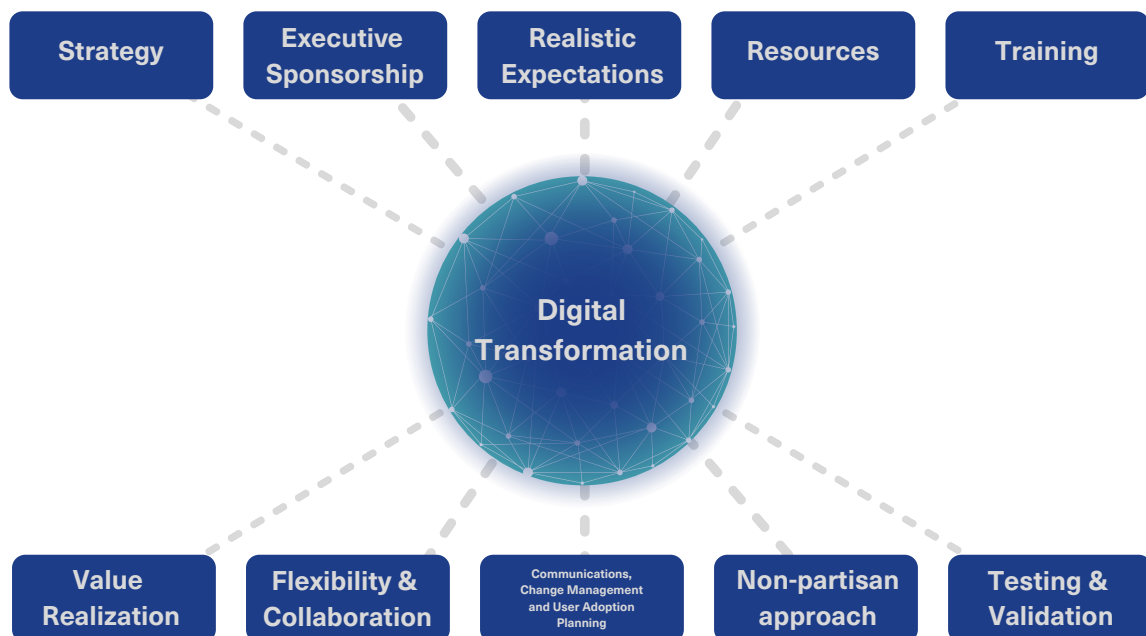 Strategy
Executive
Sponsorship
Realistic
Expectations
Resources
Training
Digital
Transformation
Value
Realization
Flexibility &
Collaboration
Communications,
Change Management
and User Adoption
Planning
Non-partisan
approach
Testing &
Validation